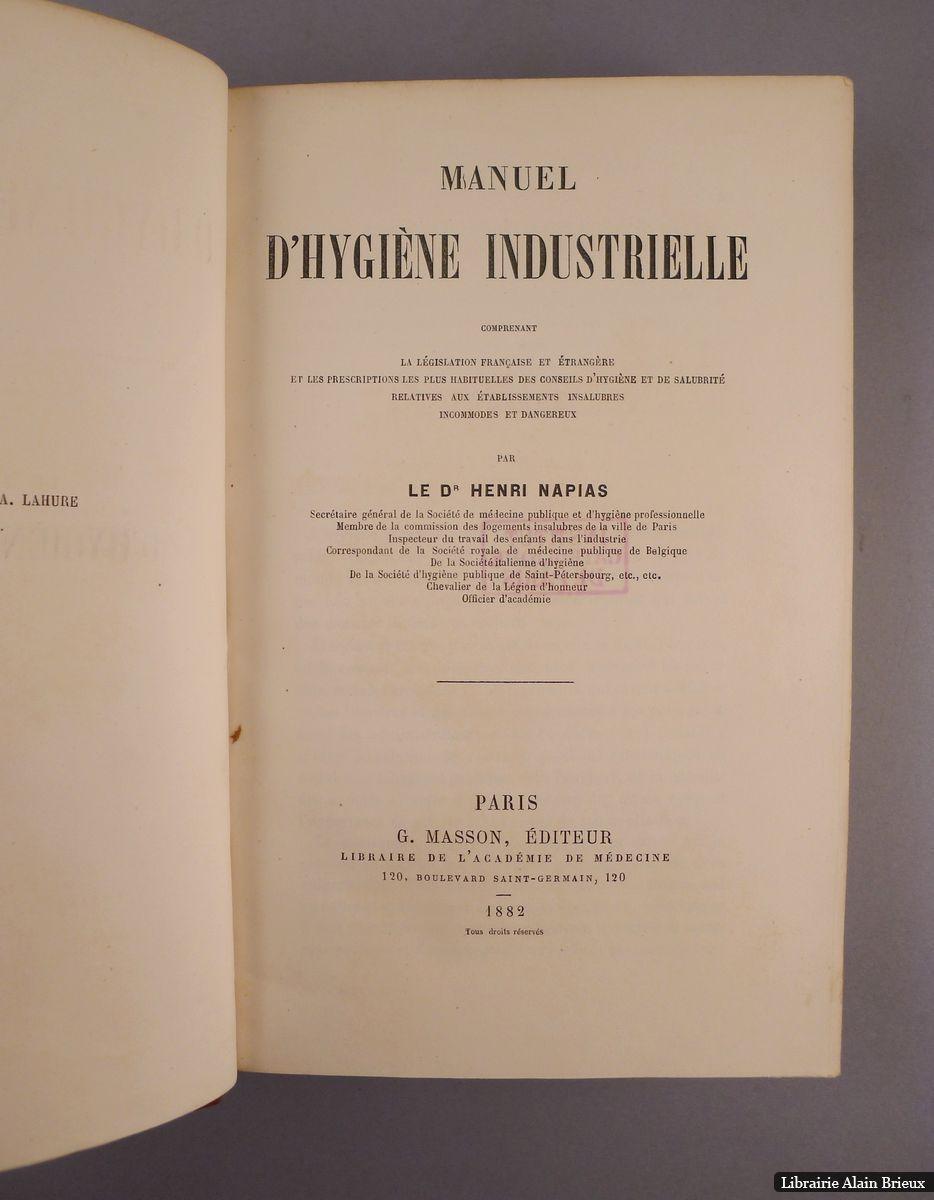 A. LAHURE
MANUEL
D'HYGIÈNE INDUSTRIELLE
COMPRENANT
LA LÉGISLATION FRANÇAISE ET ÉTRANGÈRE
ET LES PRESCRIPTIONS LES PLUS HABITUELLES DES CONSEILS D'HYGIÈNE ET DE SALUBRITÉ
RELATIVES AUX ÉTABLISSEMENTS INSALUBRES
INCOMMODES ET DANGEREUX
PAR
LE DR HENRI NAPIAS
Secrétaire général de la Société de médecine publique et d'hygiène professionnelle
Membre de la commission des logements insalubres de la ville de Paris
Inspecteur du travail des enfants dans l'industrie
Correspondant de la Société royale de médecine publique de Belgique
De la Société italienne d'hygiène
De la Société d'hygiène publique de Saint-Pétersbourg, etc., etc.
Chevalier de la Légion d'honneur
Officier d'académie
PARIS
G. MASSON, ÉDITEUR
LIBRAIRE DE L'ACADÉMIE DE MÉDECINE
120, BOULEVARD SAINT-GERMAIN, 120
1882
Tous droits réservés
Librairie Alain Brieux